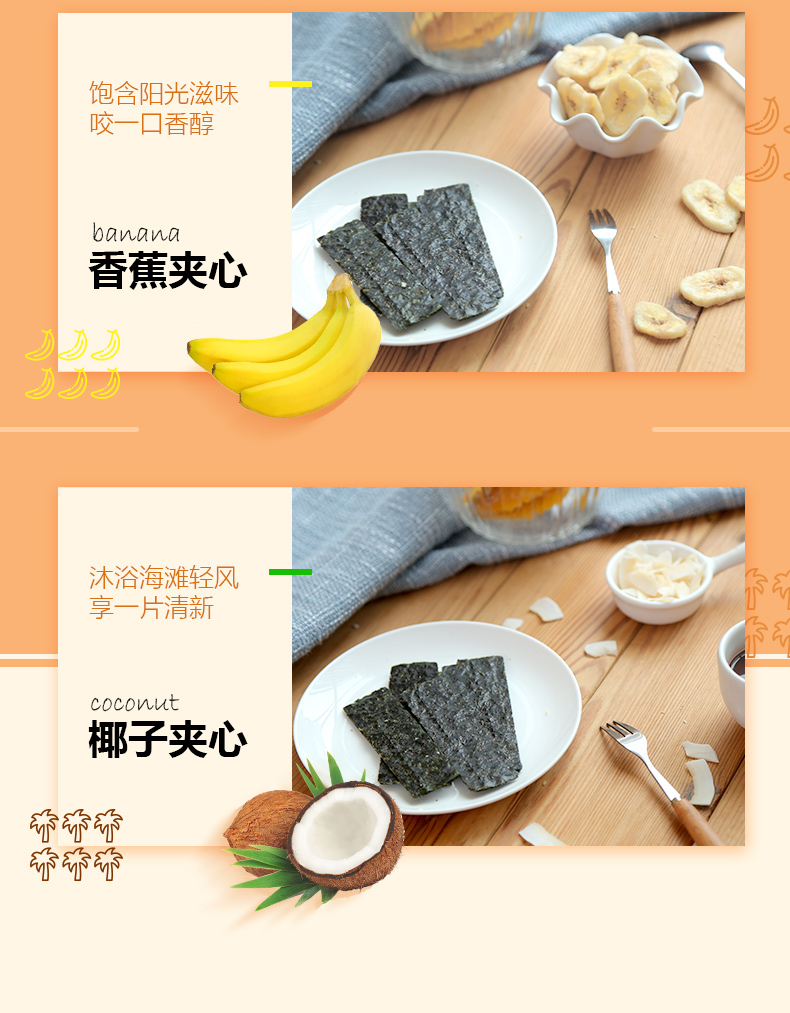 饱含阳光滋味
咬一口香醇
banana
香蕉夹心
沐浴海滩轻风
享一片清新
coconut
椰子夹心